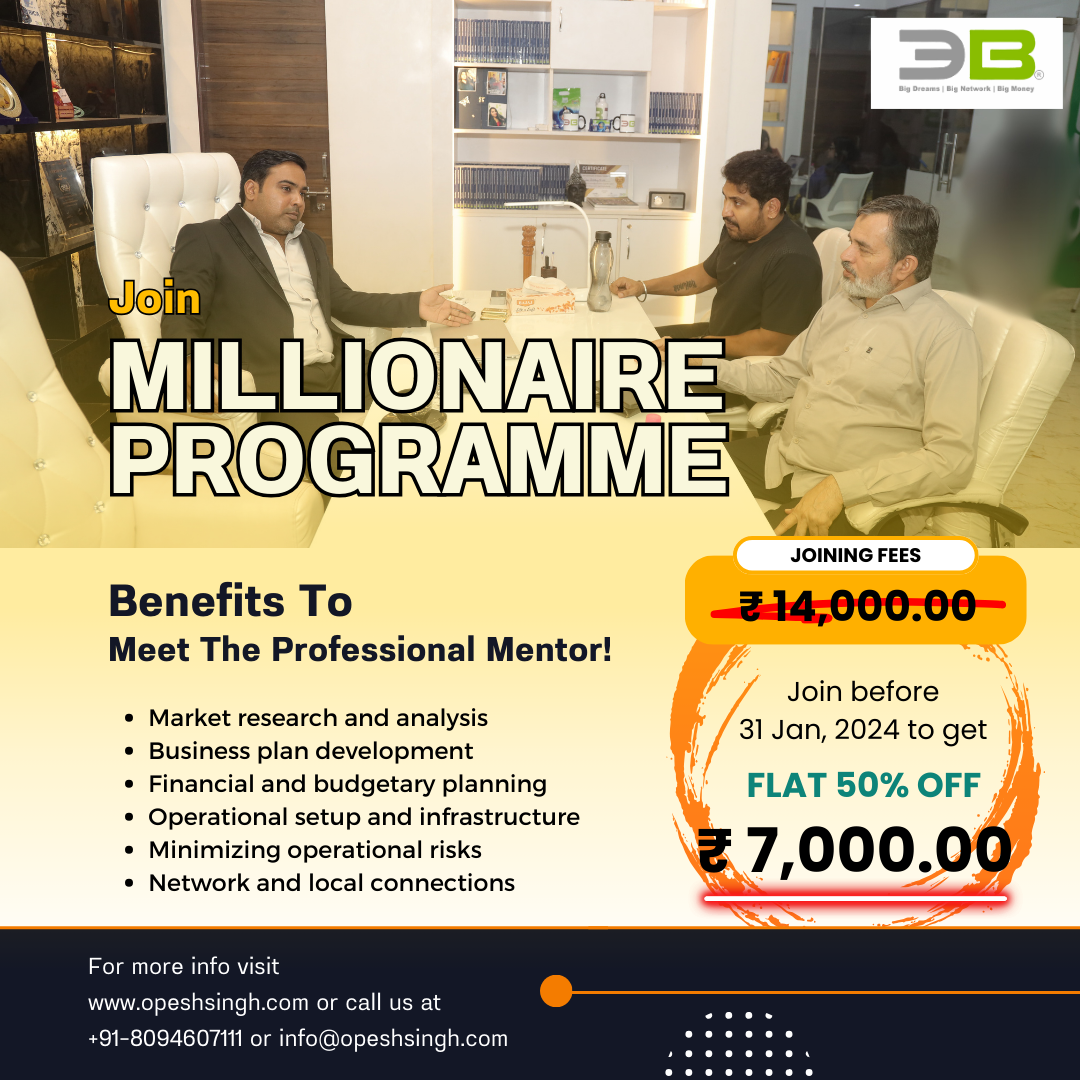 3B®
Big Dreams | Big Network | Big Money
3B
CERTIFICATE
Join
MILLIONAIRE
PROGRAMME
JOINING FEES
₹ 14,000.00
Benefits To
Meet The Professional Mentor!
Join before
31 Jan, 2024 to get
FLAT 50% OFF
₹ 7,000.00
• Market research and analysis
• Business plan development
• Financial and budgetary planning
• Operational setup and infrastructure
• Minimizing operational risks
• Network and local connections
For more info visit
www.opeshsingh.com or call us at
+91-8094607111 or info@opeshsingh.com